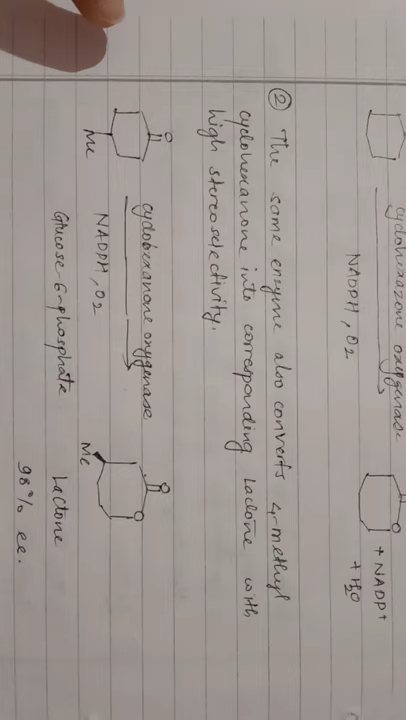 cyclohexanone oxygenase
NADPH, O2
O
+ NADP+
+ H2O
② The same enzyme also converts 4-methyl
cyclohexanone into corresponding Lactone with
high stereoselectivity.
O
Me
cyclohexanone oxygenase
NADPH, O2
Glucose-6-phosphate
O
O
Me
Lactone
98% ee.